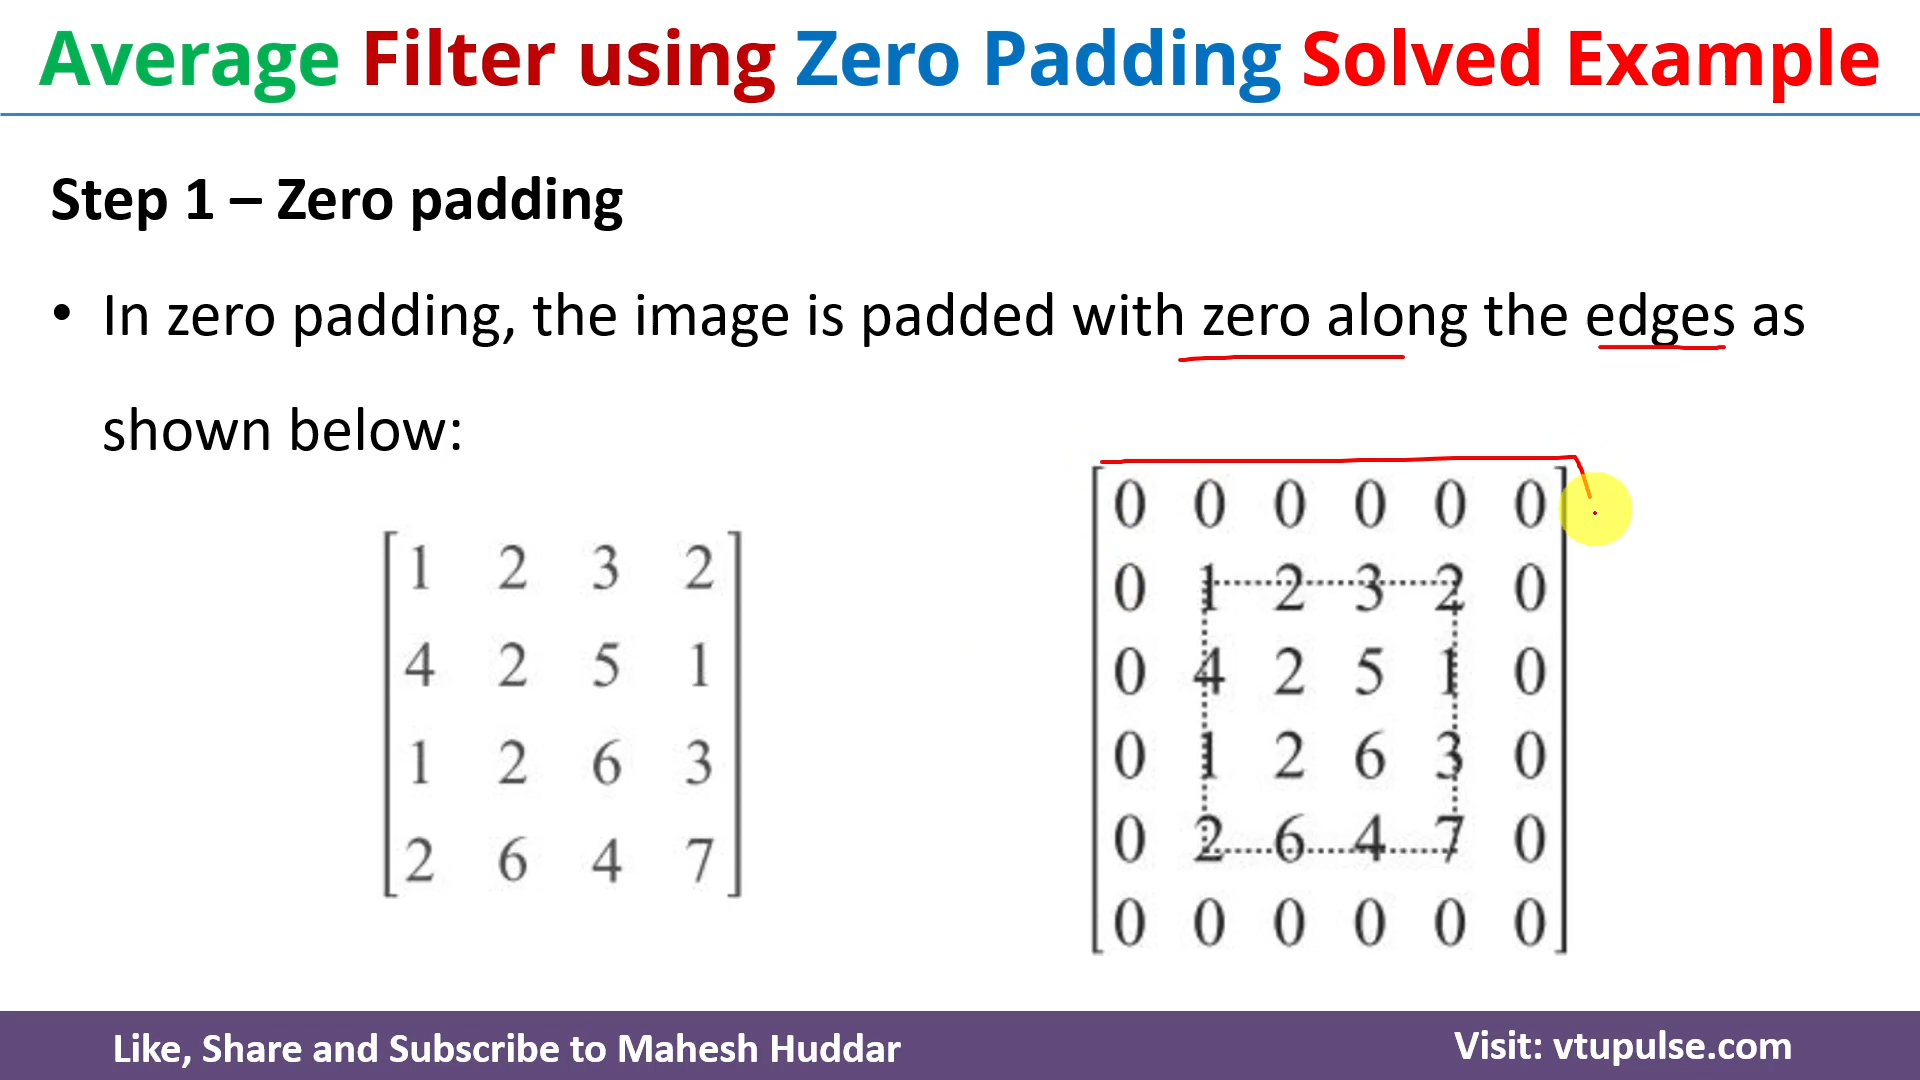 Average Filter using Zero Padding Solved Example
Step 1 – Zero padding
• In zero padding, the image is padded with zero along the edges as
shown below:
1 2 3 2
4 2 5 1
1 2 6 3
2 6 4 7
0 0 0 0 0 0
0 1 2 3 2 0
0 4 2 5 1 0
0 1 2 6 3 0
0 2 6 4 7 0
0 0 0 0 0 0
Like, Share and Subscribe to Mahesh Huddar
Visit: vtupulse.com